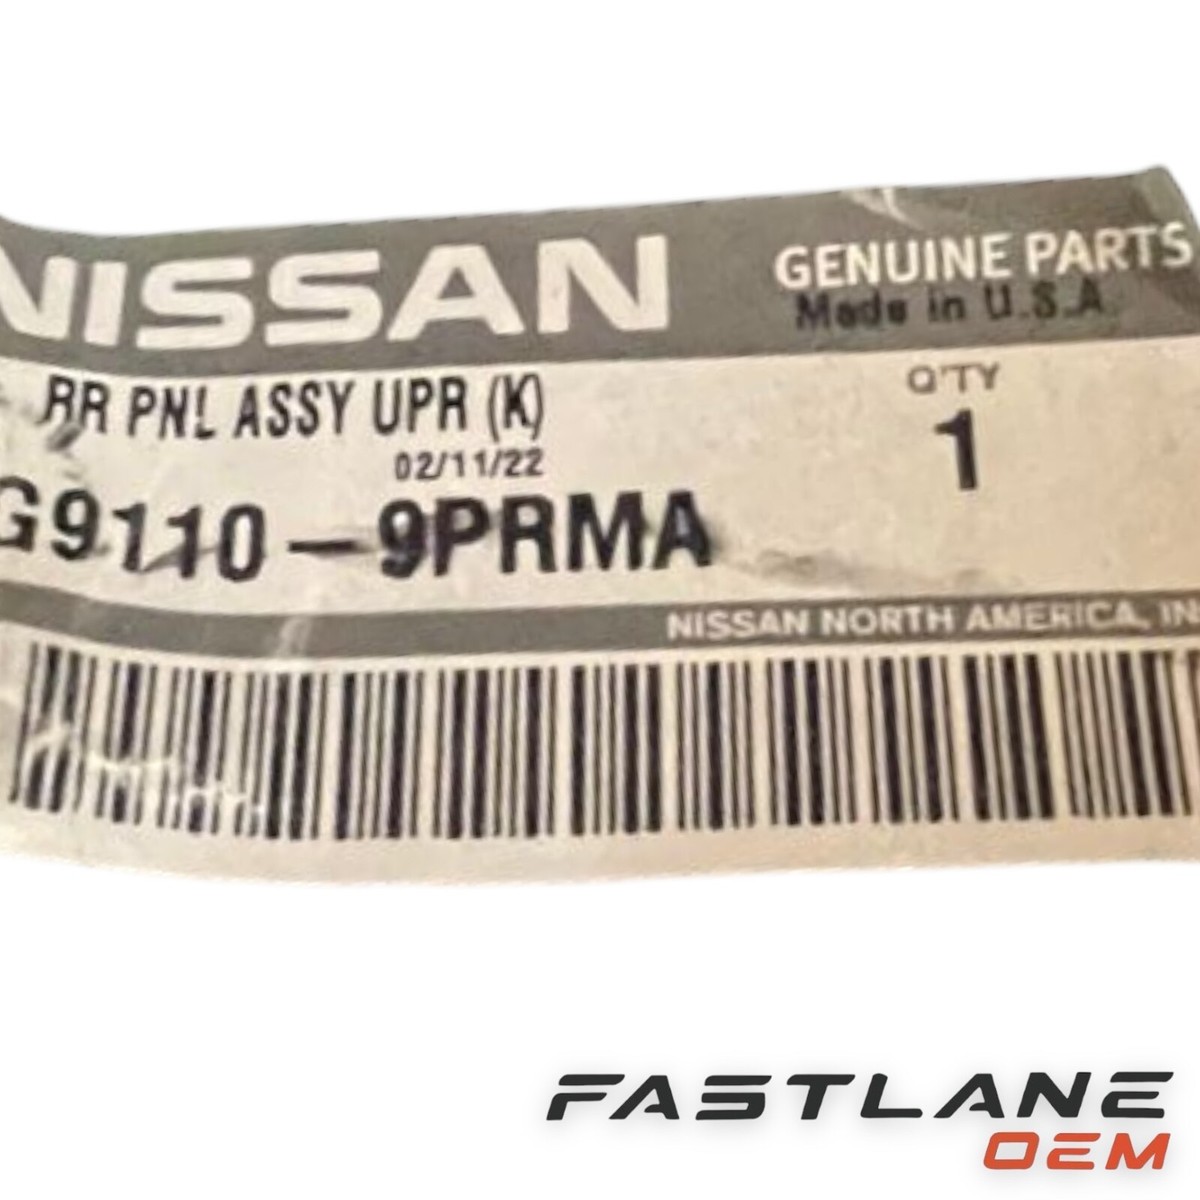 NISSAN
GENUINE PARTS
Made in U.S.A
RR PNL ASSY UPR (K)
Q'TY
1
02/11/22
G9110-9PRMA
NISSAN NORTH AMERICA, IN
FASTLANE
OEM